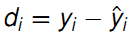 dᵢ = yᵢ − ŷᵢ